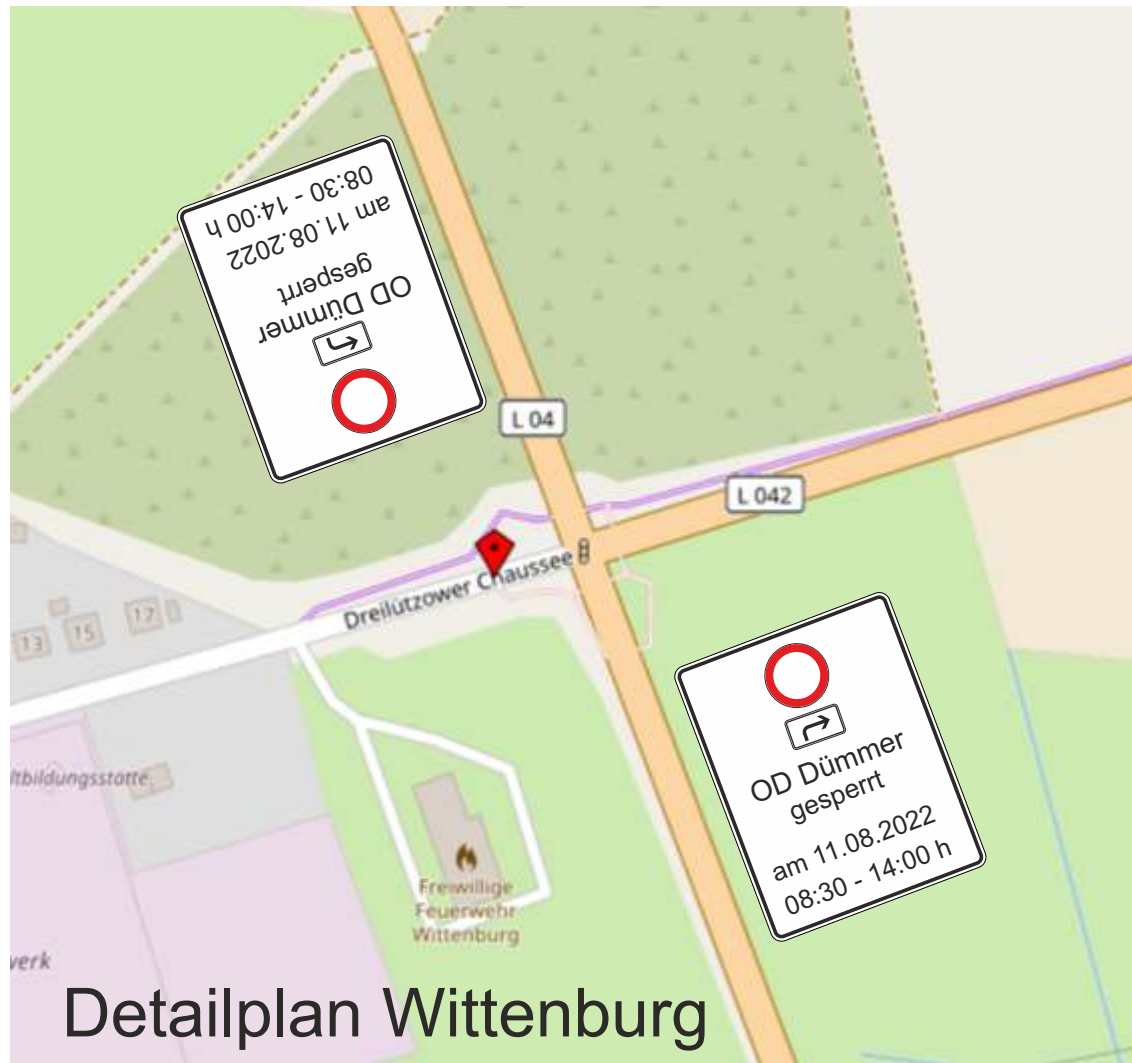 OD Dümmer
gesperrt
am 11.08.2022
08:30 - 14:00 h
L 04
L 042
Dreilützower Chaussee
13
15
17
OD Dümmer
gesperrt
am 11.08.2022
08:30 - 14:00 h
ltbildungsstätte
Freiwillige
Feuerwehr
Wittenburg
verk
Detailplan Wittenburg